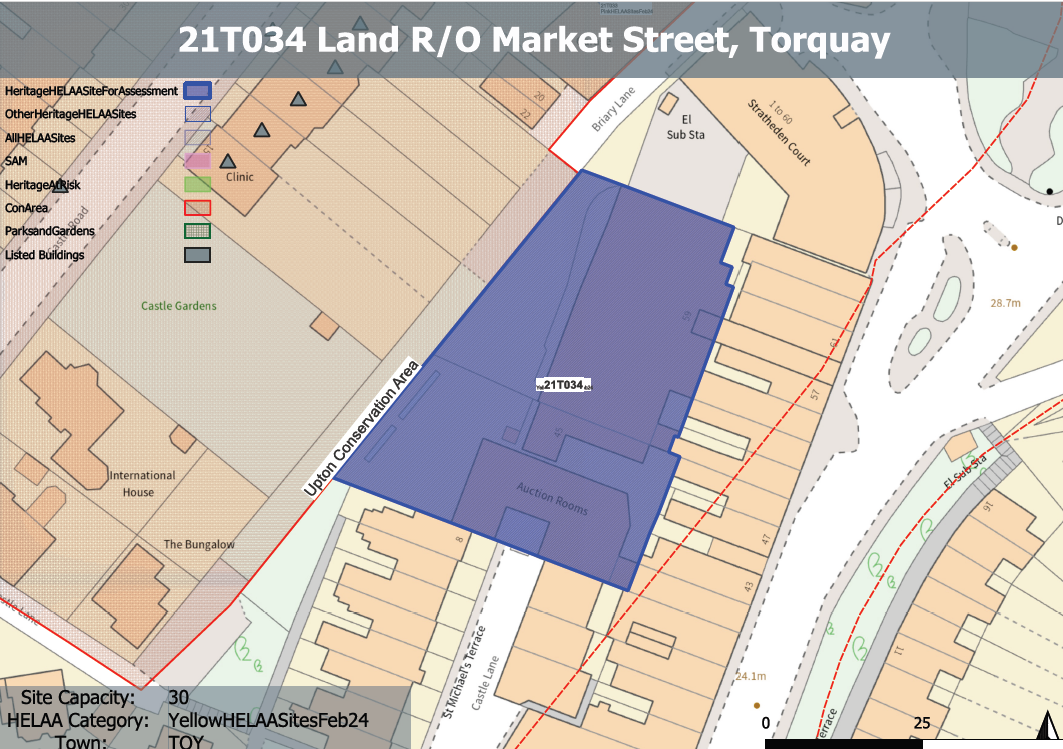 21T034 Land R/O Market Street, Torquay
HeritageHELAASiteForAssessment
OtherHeritageHELAASites
AllHELAASites
SAM
HeritageAtRisk
ConArea
ParksandGardens
Listed Buildings
Clinic
20
22
Briary Lane
El
Sub Sta
1 to 60
Stratheden Court
Castle Gardens
28.7m
59
61
57
21T034
45
Upton Conservation Area
Auction Rooms
International
House
The Bungalow
8
El Sub Sta
16
47
43
11
St Michael's Terrace
Castle Lane
24.1m
Site Capacity: 30
HELAA Category: YellowHELAASitesFeb24
Town: TOY
0 25